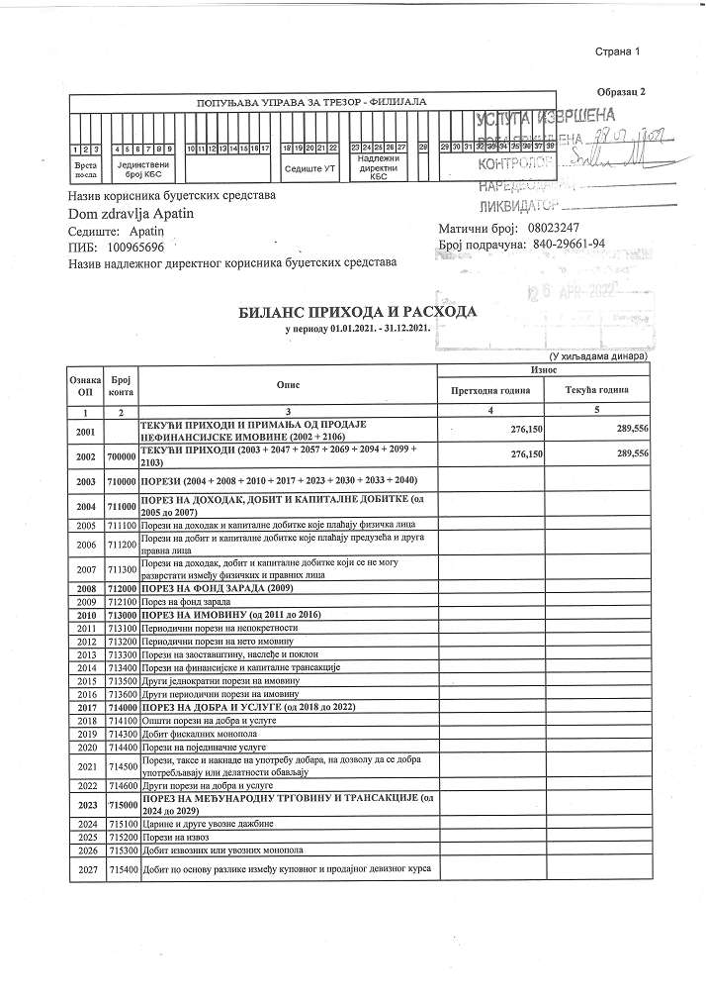 Страна 1
Образац 2
ПОПУЊАВА УПРАВА ЗА ТРЕЗОР - ФИЛИЈАЛА
УСЛУГА ИЗВРШЕНА
1 2 3 4 5 6 7 8 9 10 11 12 13 14 15 16 17 18 19 20 21 22 23 24 25 26 27 28 29 30 31 32 33 34 35 36 37 38
Врста посла
Јединствени број КБС
Седиште УТ
Надлежни директни КБС
КОНТРОЛОР
НАРЕДБОДАВАЦ
ЛИКВИДАТОР
Назив корисника буџетских средстава
Dom zdravlja Apatin
Седиште: Apatin
Матични број: 08023247
ПИБ: 100965696
Број подрачуна: 840-29661-94
Назив надлежног директног корисника буџетских средстава
6 APR 2022
БИЛАНС ПРИХОДА И РАСХОДА
у периоду 01.01.2021. - 31.12.2021.
(У хиљадама динара)
Ознака ОП
Број конта
Опис
Износ
Претходна година
Текућа година
1 2 3 4 5
2001 ТЕКУЋИ ПРИХОДИ И ПРИМАЊА ОД ПРОДАЈЕ
НЕФИНАНСИЈСКЕ ИМОВИНЕ (2002 + 2106) 276,150 289,556
2002 700000 ТЕКУЋИ ПРИХОДИ (2003 + 2047 + 2057 + 2069 + 2094 + 2099 +
2103) 276,150 289,556
2003 710000 ПОРЕЗИ (2004 + 2008 + 2010 + 2017 + 2023 + 2030 + 2033 + 2040)
2004 711000 ПОРЕЗ НА ДОХОДАК, ДОБИТ И КАПИТАЛНЕ ДОБИТКЕ (од
2005 до 2007)
2005 711100 Порези на доходак и капиталне добитке које плаћају физичка лица
2006 711200 Порези на добит и капиталне добитке које плаћају предузећа и друга
правна лица
2007 711300 Порези на доходак, добит и капиталне добитке који се не могу
разврстати између физичких и правних лица
2008 712000 ПОРЕЗ НА ФОНД ЗАРАДА (2009)
2009 712100 Порез на фонд зарада
2010 713000 ПОРЕЗ НА ИМОВИНУ (од 2011 до 2016)
2011 713100 Периодични порези на непокретности
2012 713200 Периодични порези на нето имовину
2013 713300 Порези на заоставштину, наслеђе и поклон
2014 713400 Порези на финансијске и капиталне трансакције
2015 713500 Други једнократни порези на имовину
2016 713600 Други периодични порези на имовину
2017 714000 ПОРЕЗ НА ДОБРА И УСЛУГЕ (од 2018 до 2022)
2018 714100 Општи порези на добра и услуге
2019 714300 Добит фискалних монопола
2020 714400 Порези на појединачне услуге
2021 714500 Порези, таксе и накнаде на употребу добара, на дозволу да се добра
употребљавају или делатности обављају
2022 714600 Други порези на добра и услуге
2023 715000 ПОРЕЗ НА МЕЂУНАРОДНУ ТРГОВИНУ И ТРАНСАКЦИЈЕ (од
2024 до 2029)
2024 715100 Царине и друге увозне дажбине
2025 715200 Порези на извоз
2026 715300 Добит извозних или увозних монопола
2027 715400 Добит по основу разлике између куповног и продајног девизног курса